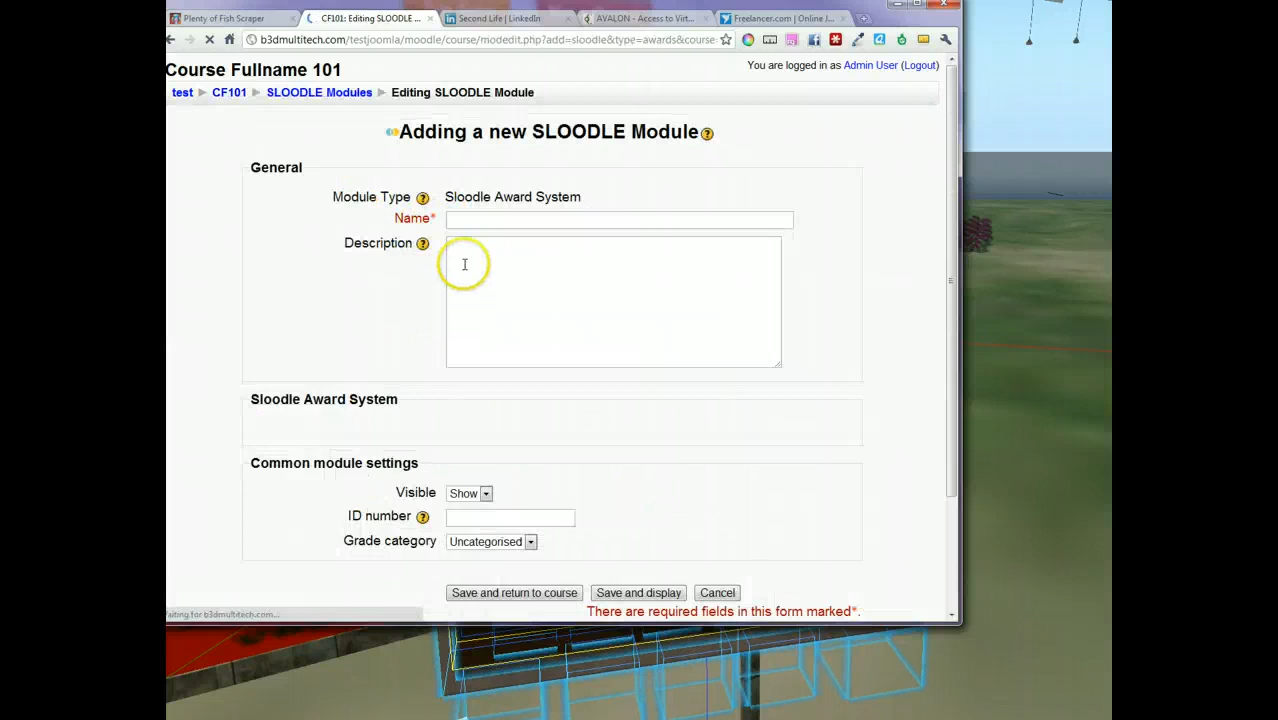 Plenty of Fish Scraper
CF101: Editing SLOODLE ...
Second Life | LinkedIn
AVALON - Access to Virt...
Freelancer.com | Online J...
b3dmultitech.com/testjoomla/moodle/course/modedit.php?add=sloodle&type=awards&course
Course Fullname 101
You are logged in as Admin User (Logout)
test ► CF101 ► SLOODLE Modules ► Editing SLOODLE Module
Adding a new SLOODLE Module
General
Module Type
Sloodle Award System
Name*
Description
Sloodle Award System
Common module settings
Visible
Show
ID number
Grade category
Uncategorised
Save and return to course
Save and display
Cancel
There are required fields in this form marked*.
Waiting for b3dmultitech.com...